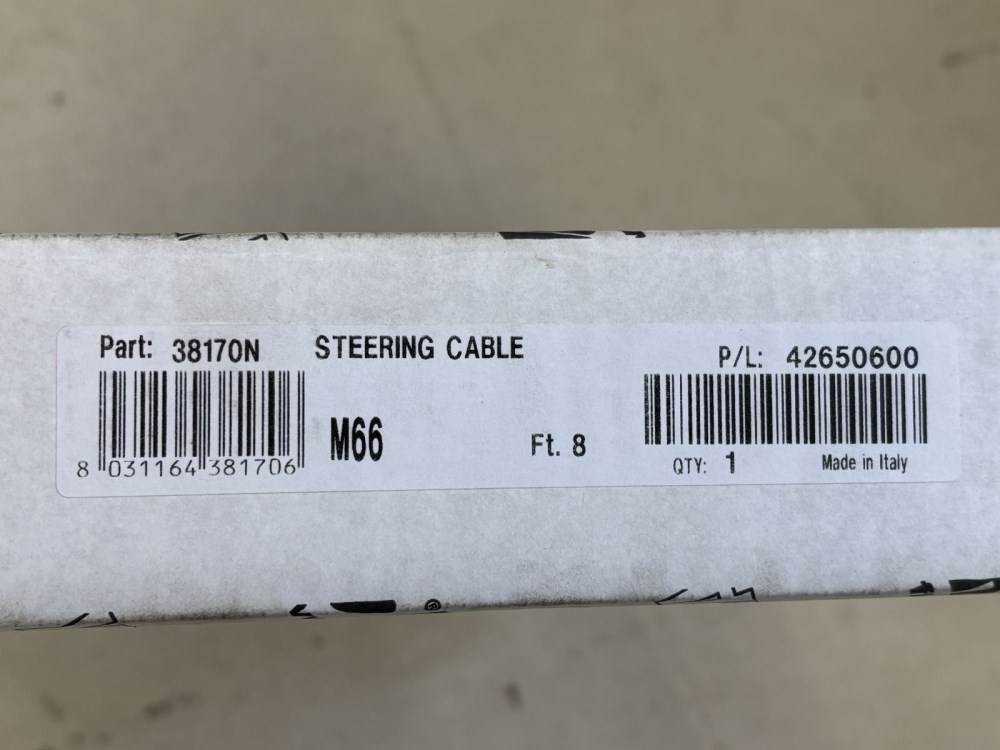 Part: 38170N STEERING CABLE P/L: 42650600
M66 Ft. 8
8 031164 381706 QTY: 1 Made in Italy